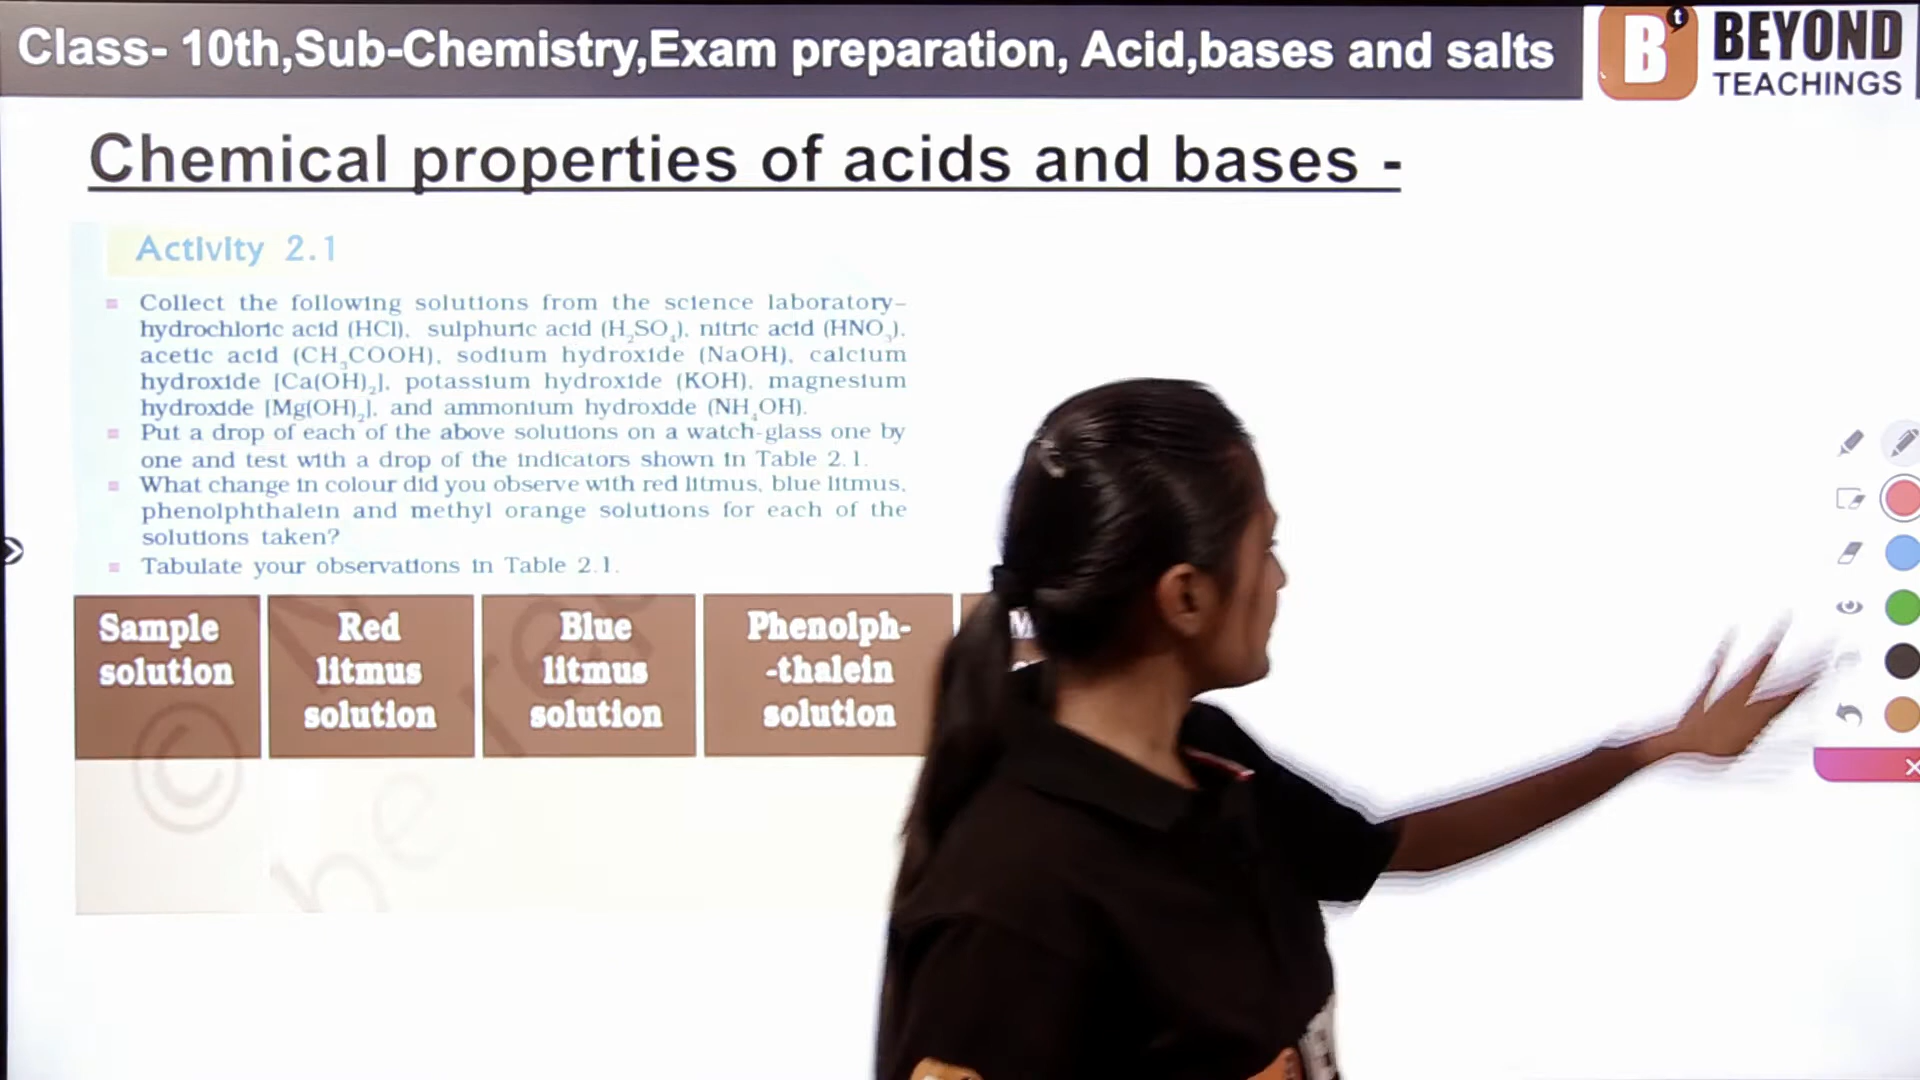 Class- 10th,Sub-Chemistry,Exam preparation, Acid,bases and salts
B t
BEYOND
TEACHINGS
Chemical properties of acids and bases -
Activity 2.1
Collect the following solutions from the science laboratory–
hydrochloric acid (HCl), sulphuric acid (H₂SO₄), nitric acid (HNO₃),
acetic acid (CH₃COOH), sodium hydroxide (NaOH), calcium
hydroxide [Ca(OH)₂], potassium hydroxide (KOH), magnesium
hydroxide [Mg(OH)₂], and ammonium hydroxide (NH₄OH).
Put a drop of each of the above solutions on a watch-glass one by
one and test with a drop of the indicators shown in Table 2.1.
What change in colour did you observe with red litmus, blue litmus,
phenolphthalein and methyl orange solutions for each of the
solutions taken?
Tabulate your observations in Table 2.1.
Sample
solution
Red
litmus
solution
Blue
litmus
solution
Phenolph-
-thalein
solution
©
be